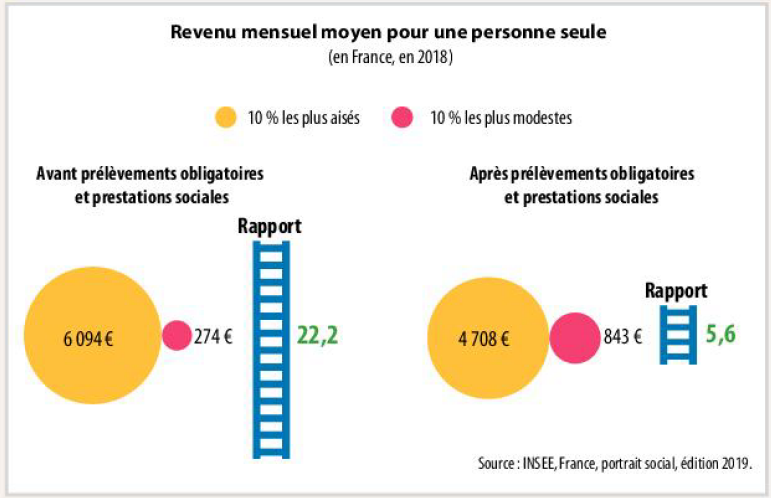 Revenu mensuel moyen pour une personne seule
(en France, en 2018)
10 % les plus aisés
10 % les plus modestes
Avant prélèvements obligatoires
et prestations sociales
Rapport
6 094 €
274 €
22,2
Après prélèvements obligatoires
et prestations sociales
Rapport
4 708 €
843 €
5,6
Source : INSEE, France, portrait social, édition 2019.